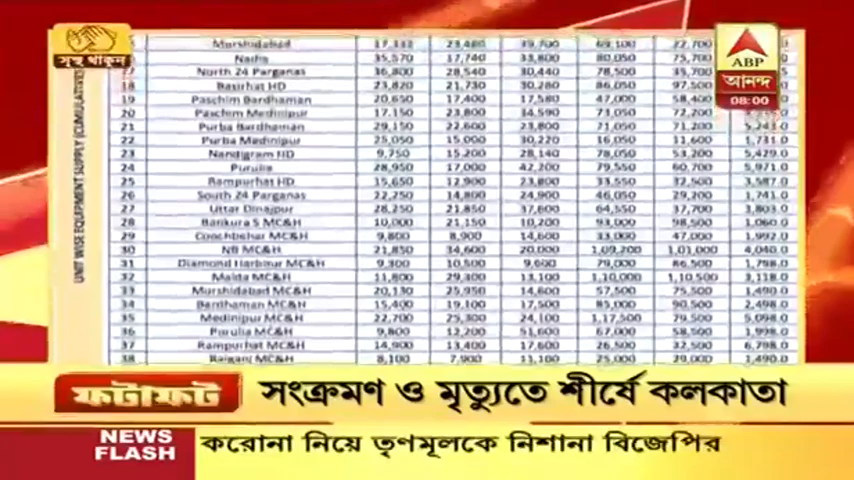 সুস্থ থাকুন
ABP
আনন্দ
08:00
UNIT WISE EQUIPMENT SUPPLY (CUMULATIVE
Murshidabad 17,333 23,480 39,700 69,100 22,700
Nadia 35,570 17,740 33,800 80,050
North 24 Parganas 36,800 28,540 30,440 78,500
18 Basirhat HD 23,820 21,730 30,280 86,050 97,500
19 Paschim Bardhaman 20,650 17,400 17,580 47,000 58,400
20 Paschim Medinipur 17,150 23,800 34,590 73,050 72,200
21 Purba Bardhaman 29,150 22,600 23,800 71,050 71,200
22 Purba Medinipur 25,050 15,000 30,220 16,050 11,600 1,731.0
23 Nandigram HD 9,750 15,200 28,140 78,050 53,200 5,429.0
24 Purulia 28,950 17,000 42,200 79,550 60,700 5,971.0
25 Rampurhat HD 15,650 12,900 23,800 33,550 32,500 3,587.0
26 South 24 Parganas 22,750 14,800 24,900 46,050 29,200 1,741.0
27 Uttar Dinajpur 28,250 21,850 37,600 64,550 37,700 3,803.0
28 Bankura S MC&H 10,000 21,150 10,200 93,000 98,500 1,060.0
29 Coochbehar MC&H 9,800 8,900 14,600 33,000 47,000 1,992.0
30 NB MC&H 21,850 34,600 20,000 1,09,200 1,01,000 4,040.0
31 Diamond Harbour MC&H 9,300 10,500 9,600 79,000 86,500 1,798.0
32 Malda MC&H 11,800 29,300 13,100 1,10,000 1,10,500 3,118.0
33 Murshidabad MC&H 20,130 25,950 14,600 57,500 75,500 1,490.0
34 Bardhaman MC&H 15,400 19,100 17,500 85,000 90,500 2,498.0
35 Medinipur MC&H 22,700 25,300 24,100 1,17,500 79,500 5,098.0
36 Purulia MC&H 9,800 12,200 51,600 67,000 58,500 1,998.0
37 Rampurhat MC&H 14,900 13,400 17,600 26,500 32,500 6,798.0
38 Raiganj MC&H 8,100 7,900 11,100 25,000 29,000 1,490.0
ফটাফট
সংক্রমণ ও মৃত্যুতে শীর্ষে কলকাতা
NEWS
FLASH
করোনা নিয়ে তৃণমূলকে নিশানা বিজেপির